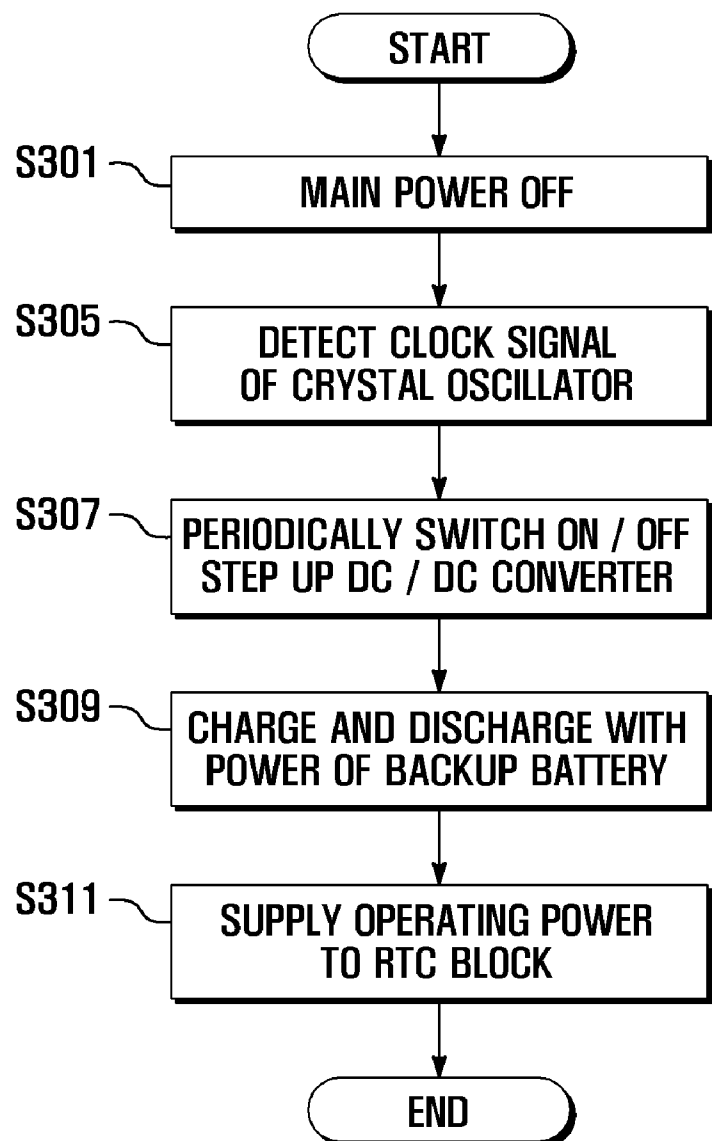 START
S301
MAIN POWER OFF
S305
DETECT CLOCK SIGNAL
OF CRYSTAL OSCILLATOR
S307
PERIODICALLY SWITCH ON / OFF
STEP UP DC / DC CONVERTER
S309
CHARGE AND DISCHARGE WITH
POWER OF BACKUP BATTERY
S311
SUPPLY OPERATING POWER
TO RTC BLOCK
END